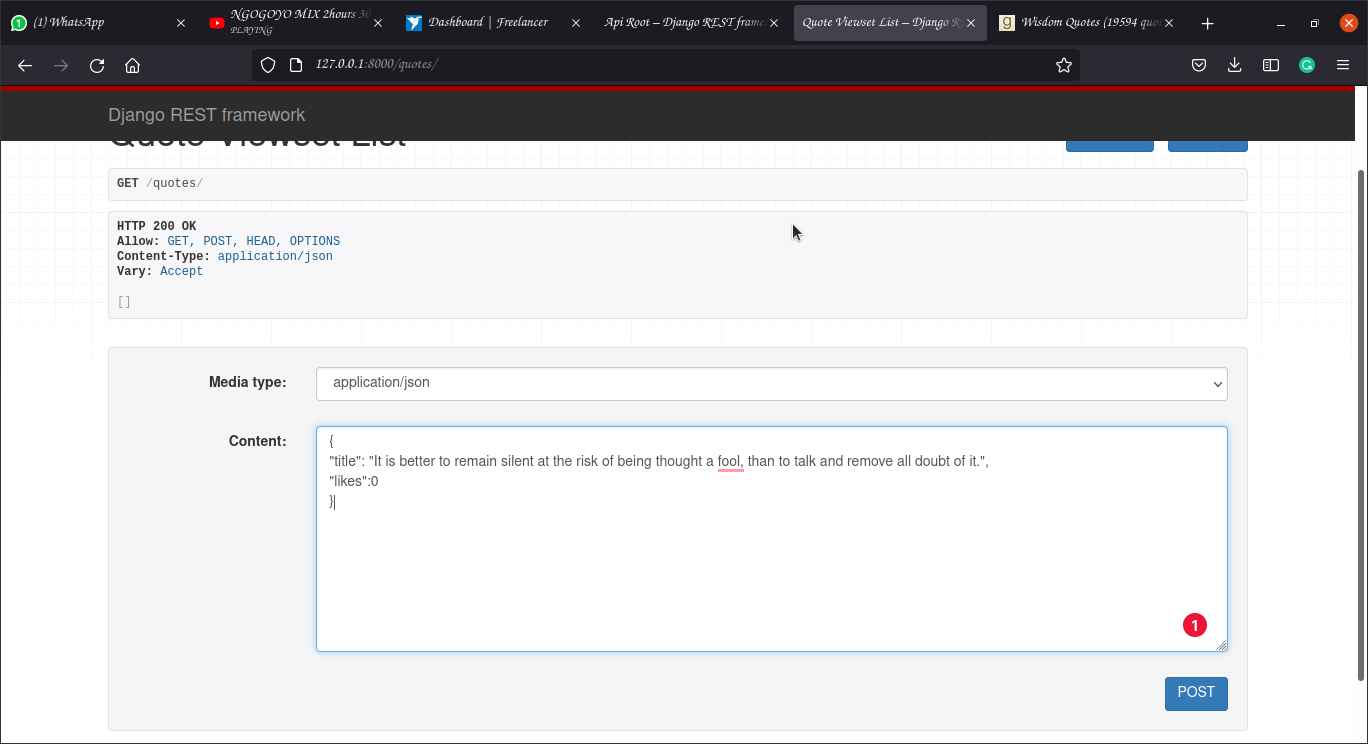 (1) WhatsApp
NGOGOYO MIX 2hours 30
PLAYING
Dashboard | Freelancer
Api Root – Django REST frame
Quote Viewset List – Django R
Wisdom Quotes (19594 quo
127.0.0.1:8000/quotes/
Django REST framework
Quote Viewset List
GET /quotes/
HTTP 200 OK
Allow: GET, POST, HEAD, OPTIONS
Content-Type: application/json
Vary: Accept
[]
Media type:
application/json
Content:
{
"title": "It is better to remain silent at the risk of being thought a fool, than to talk and remove all doubt of it.",
"likes":0
}
1
POST